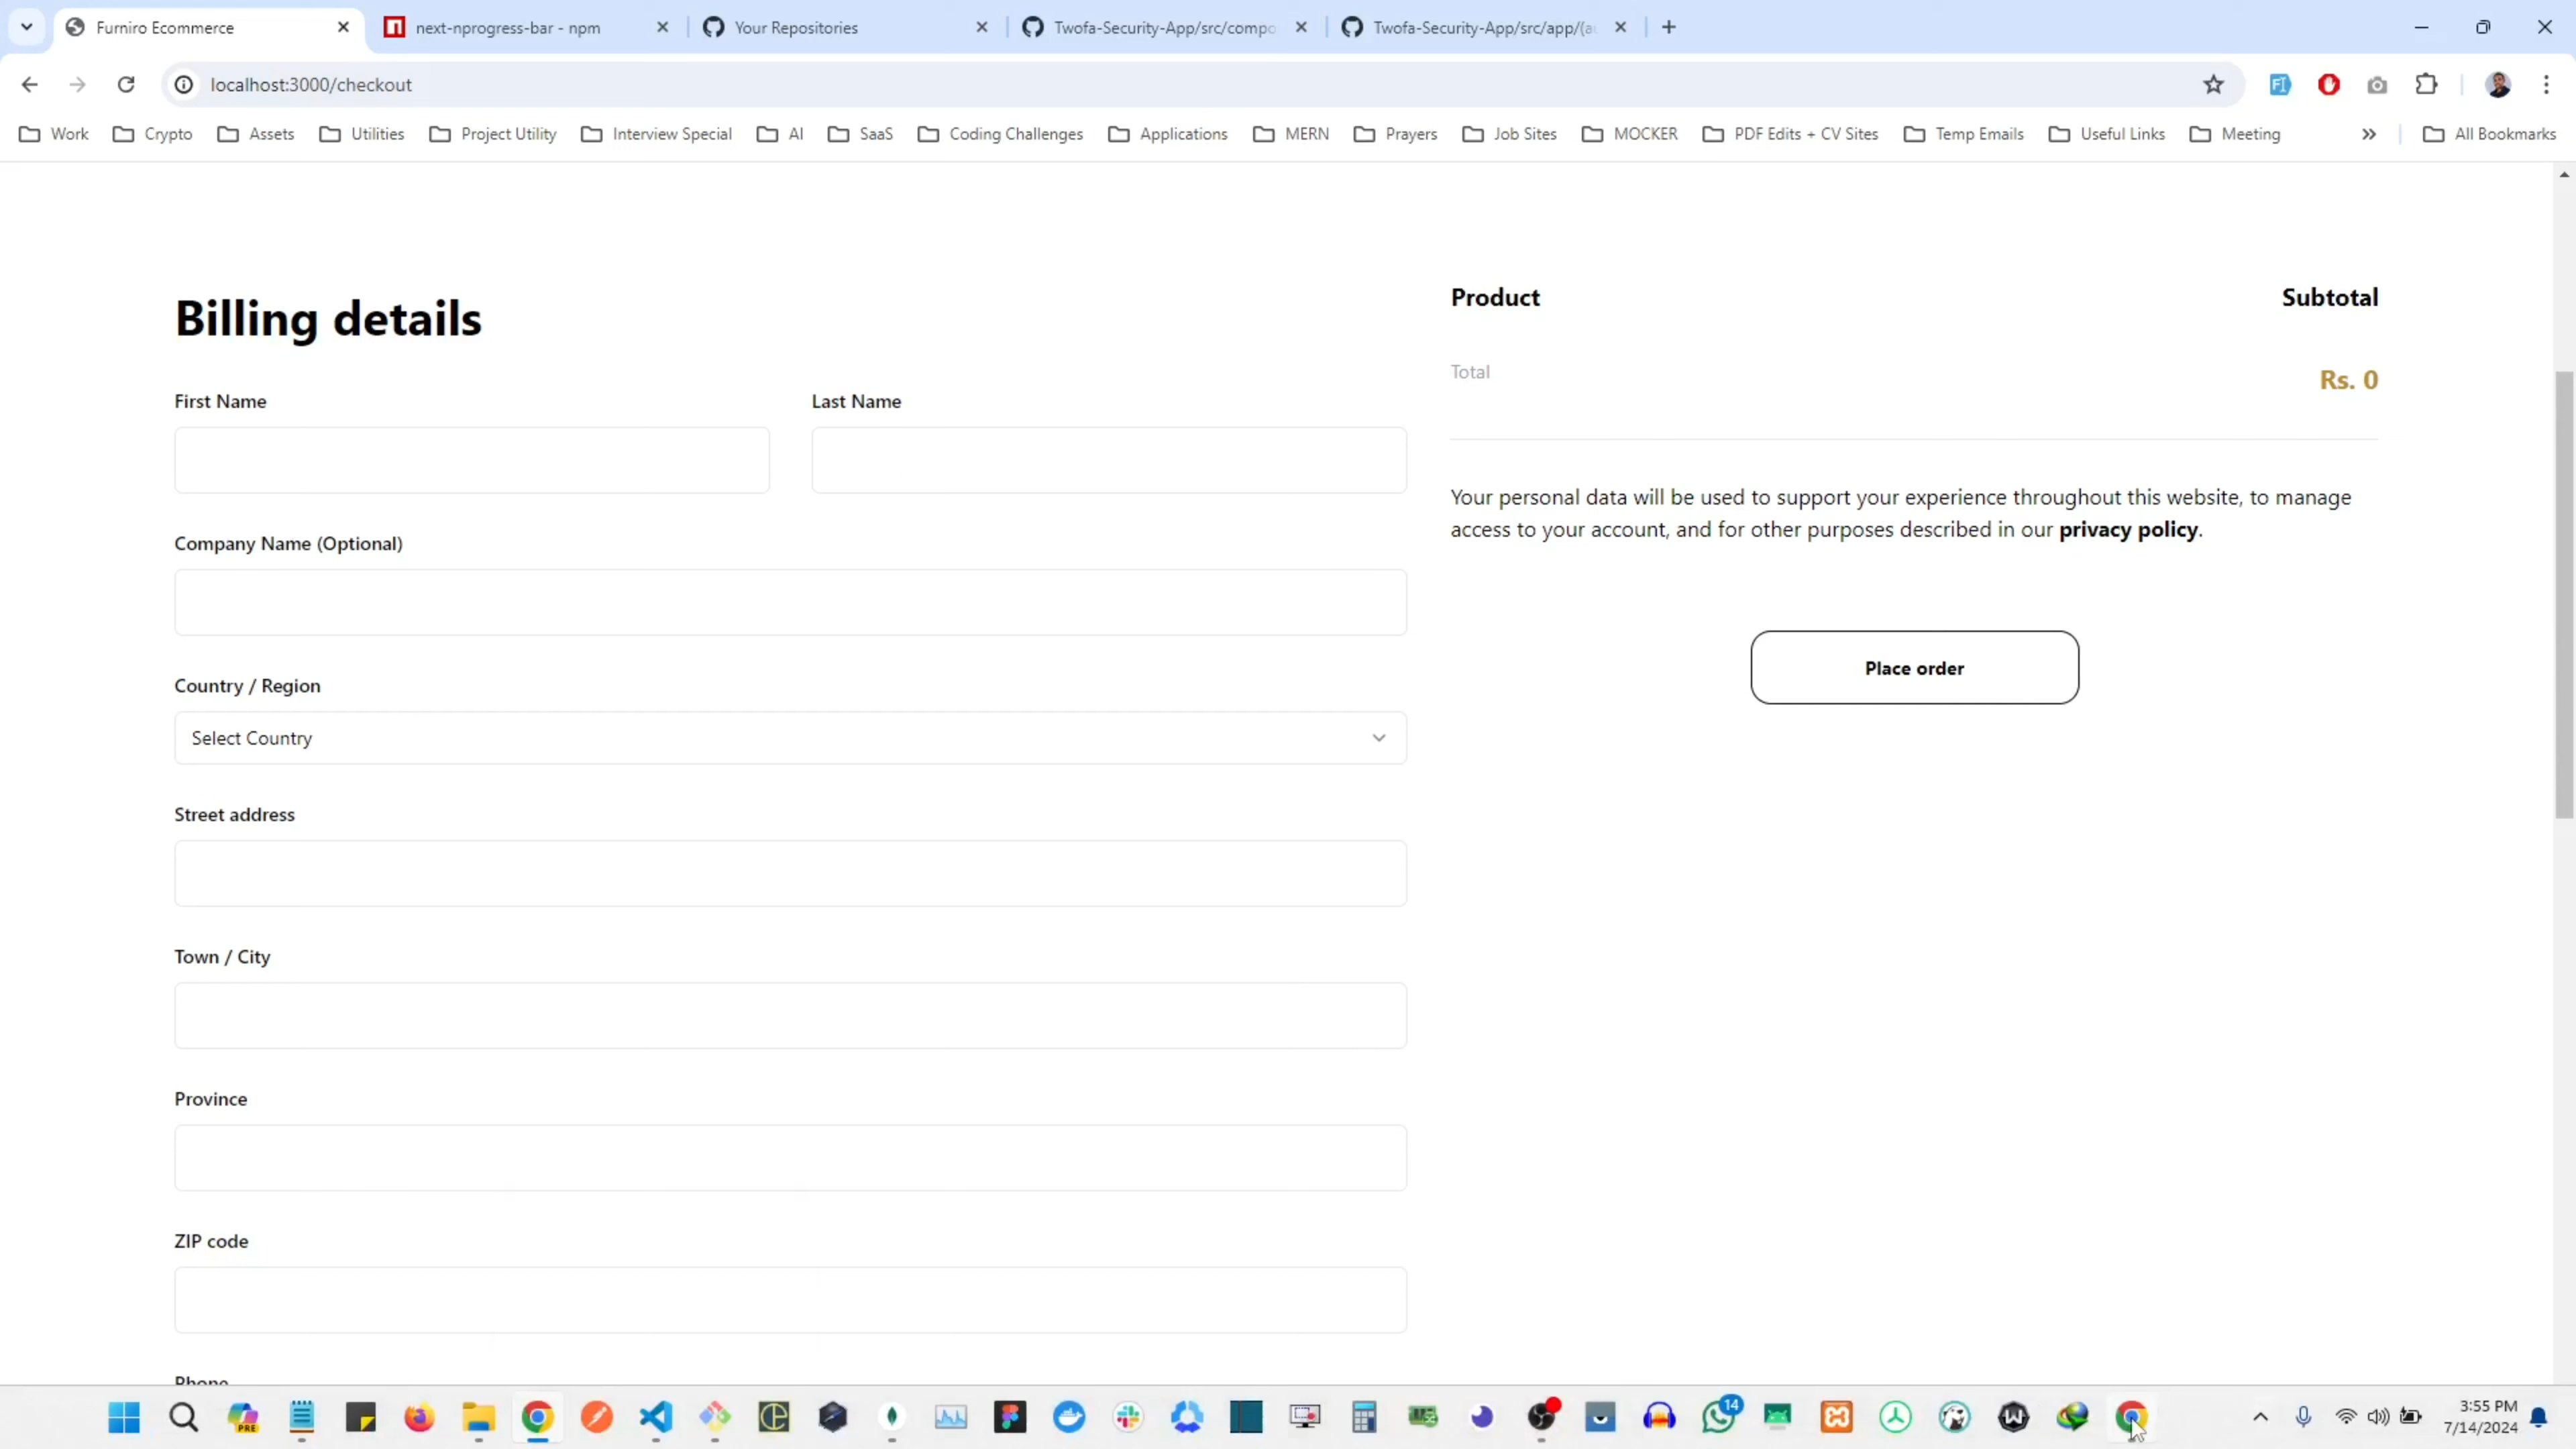 Furniro Ecommerce
next-nprogress-bar - npm
Your Repositories
Twofa-Security-App/src/compo
Twofa-Security-App/src/app/(a
localhost:3000/checkout
Work
Crypto
Assets
Utilities
Project Utility
Interview Special
AI
SaaS
Coding Challenges
Applications
MERN
Prayers
Job Sites
MOCKER
PDF Edits + CV Sites
Temp Emails
Useful Links
Meeting
All Bookmarks
Billing details
First Name
Last Name
Company Name (Optional)
Country / Region
Select Country
Street address
Town / City
Province
ZIP code
Phone
Product
Subtotal
Total
Rs. 0
Your personal data will be used to support your experience throughout this website, to manage
access to your account, and for other purposes described in our privacy policy.
Place order
PRE
14
3:55 PM
7/14/2024